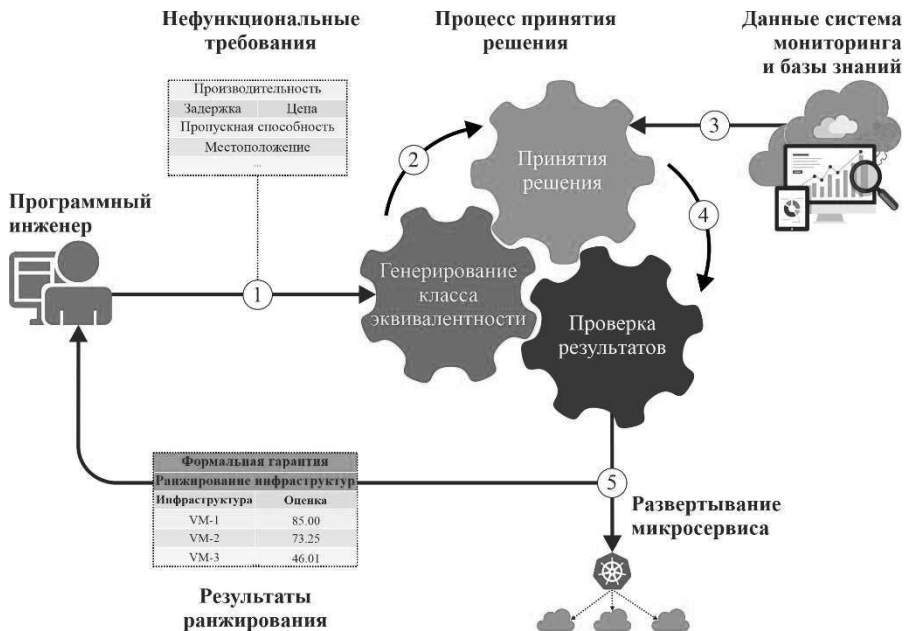 Нефункциональные
требования
Процесс принятия
решения
Данные система
мониторинга
и базы знаний
Производительность
Задержка Цена
Пропускная способность
Местоположение
...
2
3
Принятия
решения
4
Программный
инженер
1
Генерирование
класса
эквивалентности
Проверка
результатов
Формальная гарантия
Ранжирование инфраструктур
Инфраструктура Оценка
VM-1 85.00
VM-2 73.25
VM-3 46.01
...
5
Развертывание
микросервиса
Результаты
ранжирования